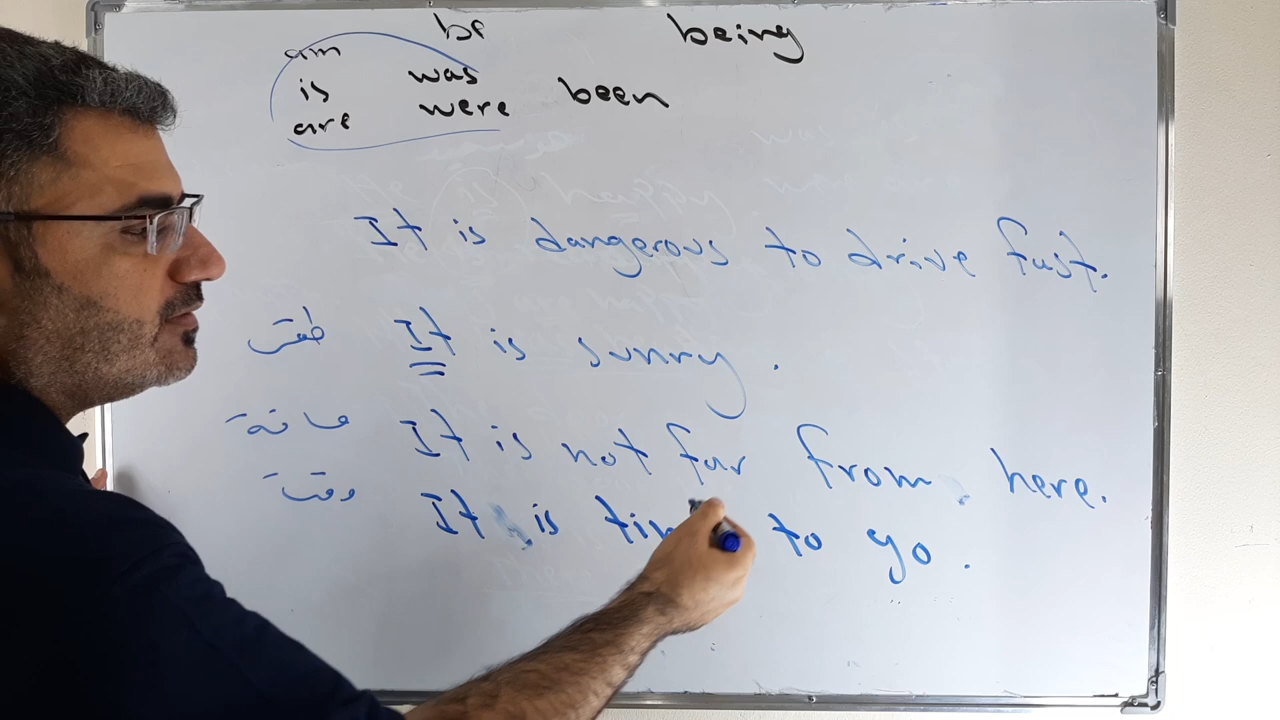 be being
am
is was been
are were
It is dangerous to drive fast.
طقس It is sunny.
مسافة It is not far from here.
وقت It is to go.